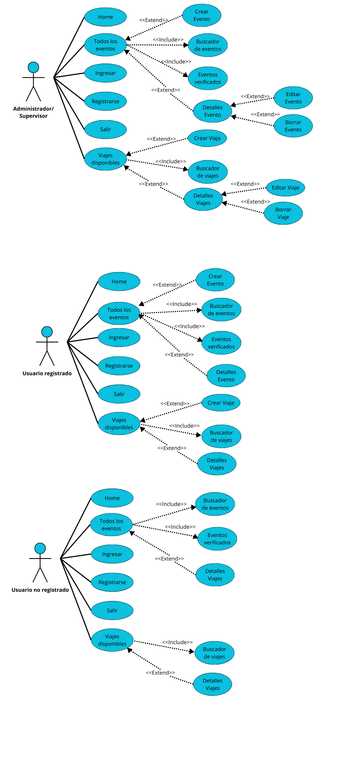 Crear
Evento
Home
<<Extend>>
Todos los
eventos
<<Include>>
Buscador
de eventos
<<Include>>
Ingresar
Eventos
verificados
<<Extend>>
Administrador/
Supervisor
Registrarse
Detalles
Evento
<<Extend>>
Editar
Evento
<<Extend>>
Borrar
Evento
Salir
<<Extend>>
Crear Viaje
Viajes
disponibles
<<Include>>
Buscador
de viajes
<<Extend>>
Detalles
Viajes
<<Extend>>
Editar Viaje
<<Extend>>
Borrar
Viaje
Home
<<Extend>>
Crear
Evento
Todos los
eventos
<<Include>>
Buscador
de eventos
<<Extend>>
Ingresar
Eventos
verificados
<<Extend>>
Usuario registrado
Registrarse
Detalles
Evento
Salir
<<Extend>>
Crear Viaje
Viajes
disponibles
<<Include>>
Buscador
de viajes
<<Extend>>
Detalles
Viajes
Home
<<Include>>
Buscador
de eventos
Todos los
eventos
<<Include>>
Eventos
verificados
Ingresar
<<Extend>>
Detalles
Viajes
Usuario no registrado
Registrarse
Salir
Viajes
disponibles
<<Include>>
Buscador
de viajes
<<Extend>>
Detalles
Viajes